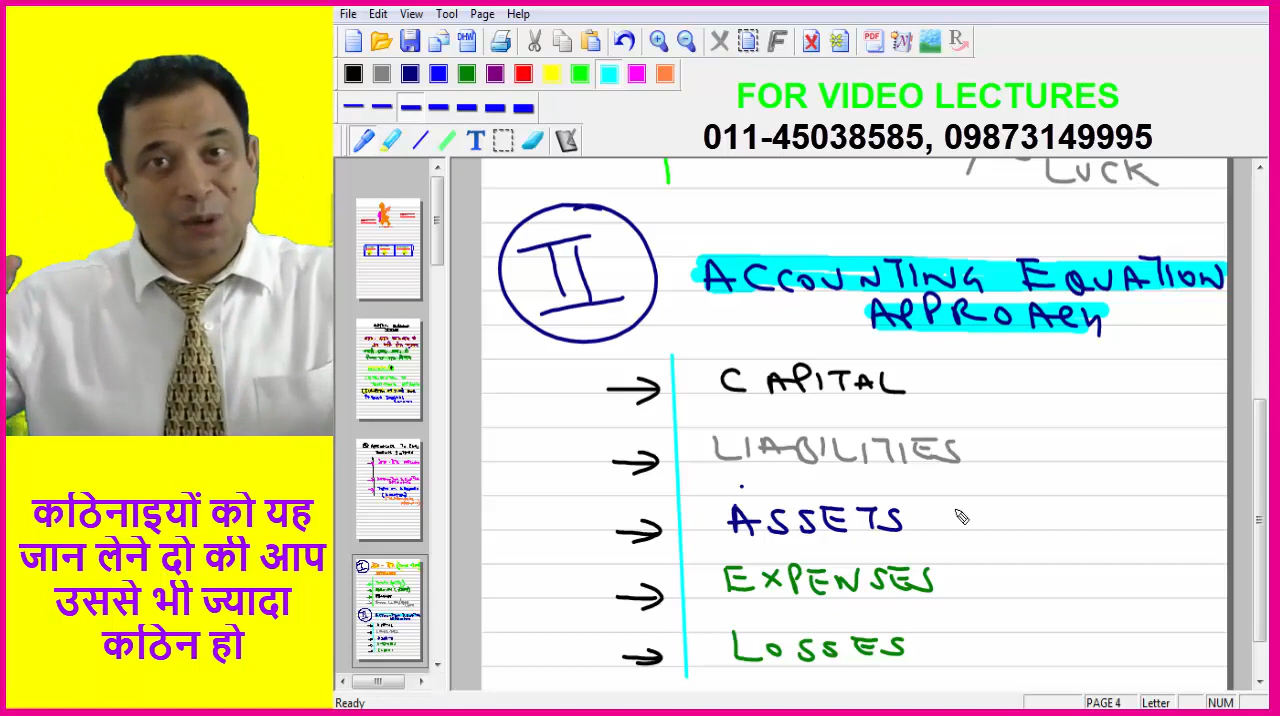 File Edit View Tool Page Help
FOR VIDEO LECTURES
011-45038585, 09873149995
LUCK
II
ACCOUNTING EQUATION
APPROACH
CAPITAL
LIABILITIES
ASSETS
EXPENSES
LOSSES
कठिनाइयों को यह
जान लेने दो की आप
उससे भी ज्यादा
कठिन हो
Ready
PAGE 4 Letter NUM